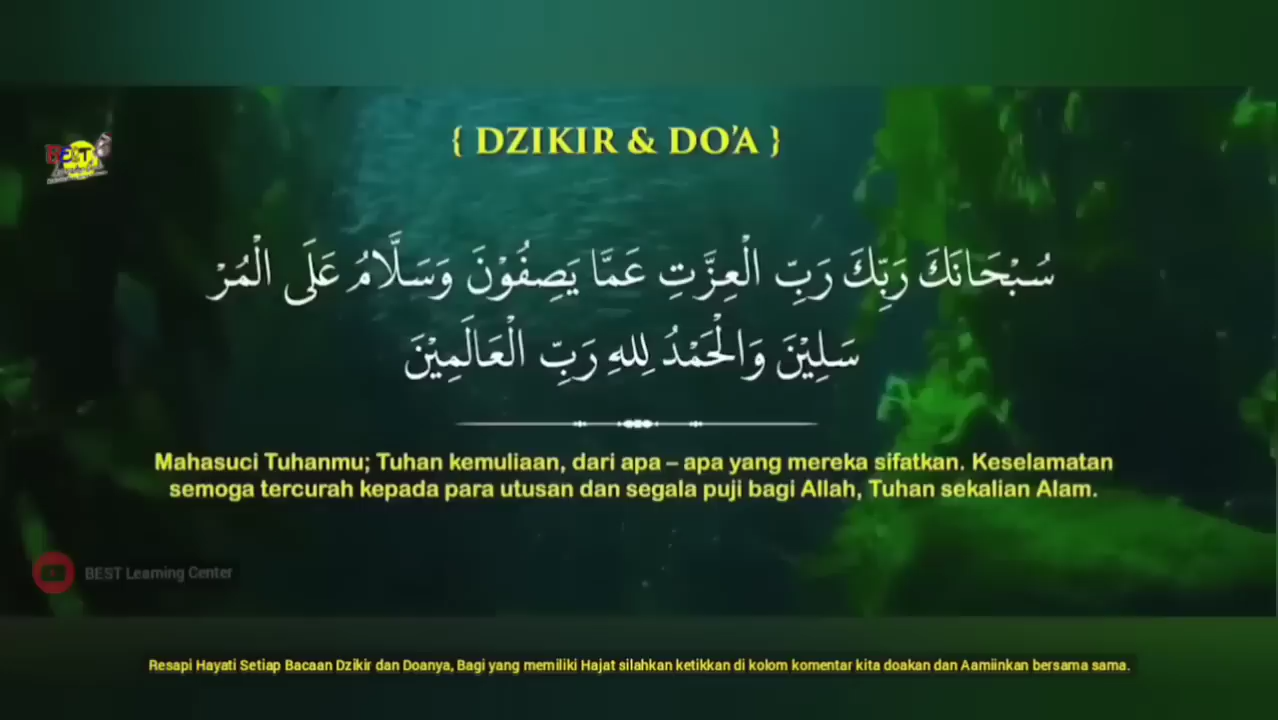 { DZIKIR & DO'A }
سُبْحَانَكَ رَبِّكَ رَبِّ الْعِزَّتِ عَمَّا يَصِفُوْنَ وَسَلَّامُ عَلَى الْمُرْ
سَلِيْنَ وَالْحَمْدُ لِلهِ رَبِّ الْعَالَمِيْنَ
Mahasuci Tuhanmu; Tuhan kemuliaan, dari apa – apa yang mereka sifatkan. Keselamatan
semoga tercurah kepada para utusan dan segala puji bagi Allah, Tuhan sekalian Alam.
BEST Learning Center
Resapi Hayati Setiap Bacaan Dzikir dan Doanya, Bagi yang memiliki Hajat silahkan ketikkan di kolom komentar kita doakan dan Aamiinkan bersama sama.